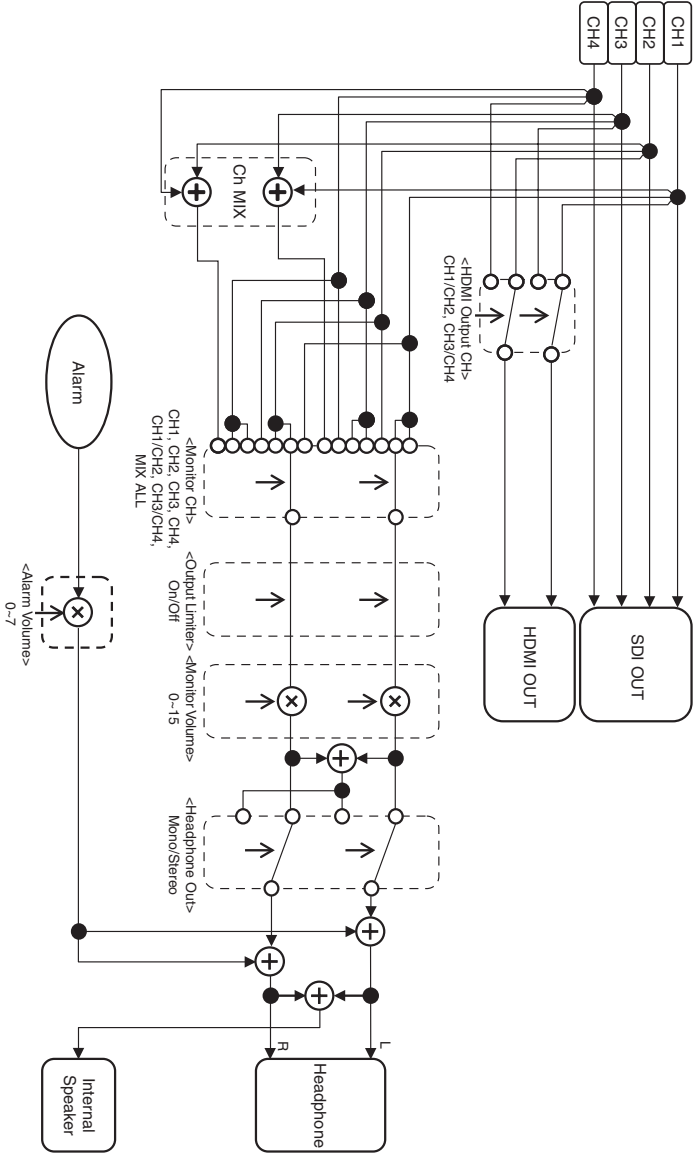 CH1
CH2
CH3
CH4
SDI OUT
HDMI OUT
<HDMI Output CH>
CH1/CH2, CH3/CH4
Ch MIX
<Monitor CH>
CH1, CH2, CH3, CH4,
CH1/CH2, CH3/CH4,
MIX ALL
<Output Limiter>
On/Off
<Monitor Volume>
0~15
<Headphone Out>
Mono/Stereo
L
R
Headphone
Alarm
<Alarm Volume>
0~7
Internal
Speaker